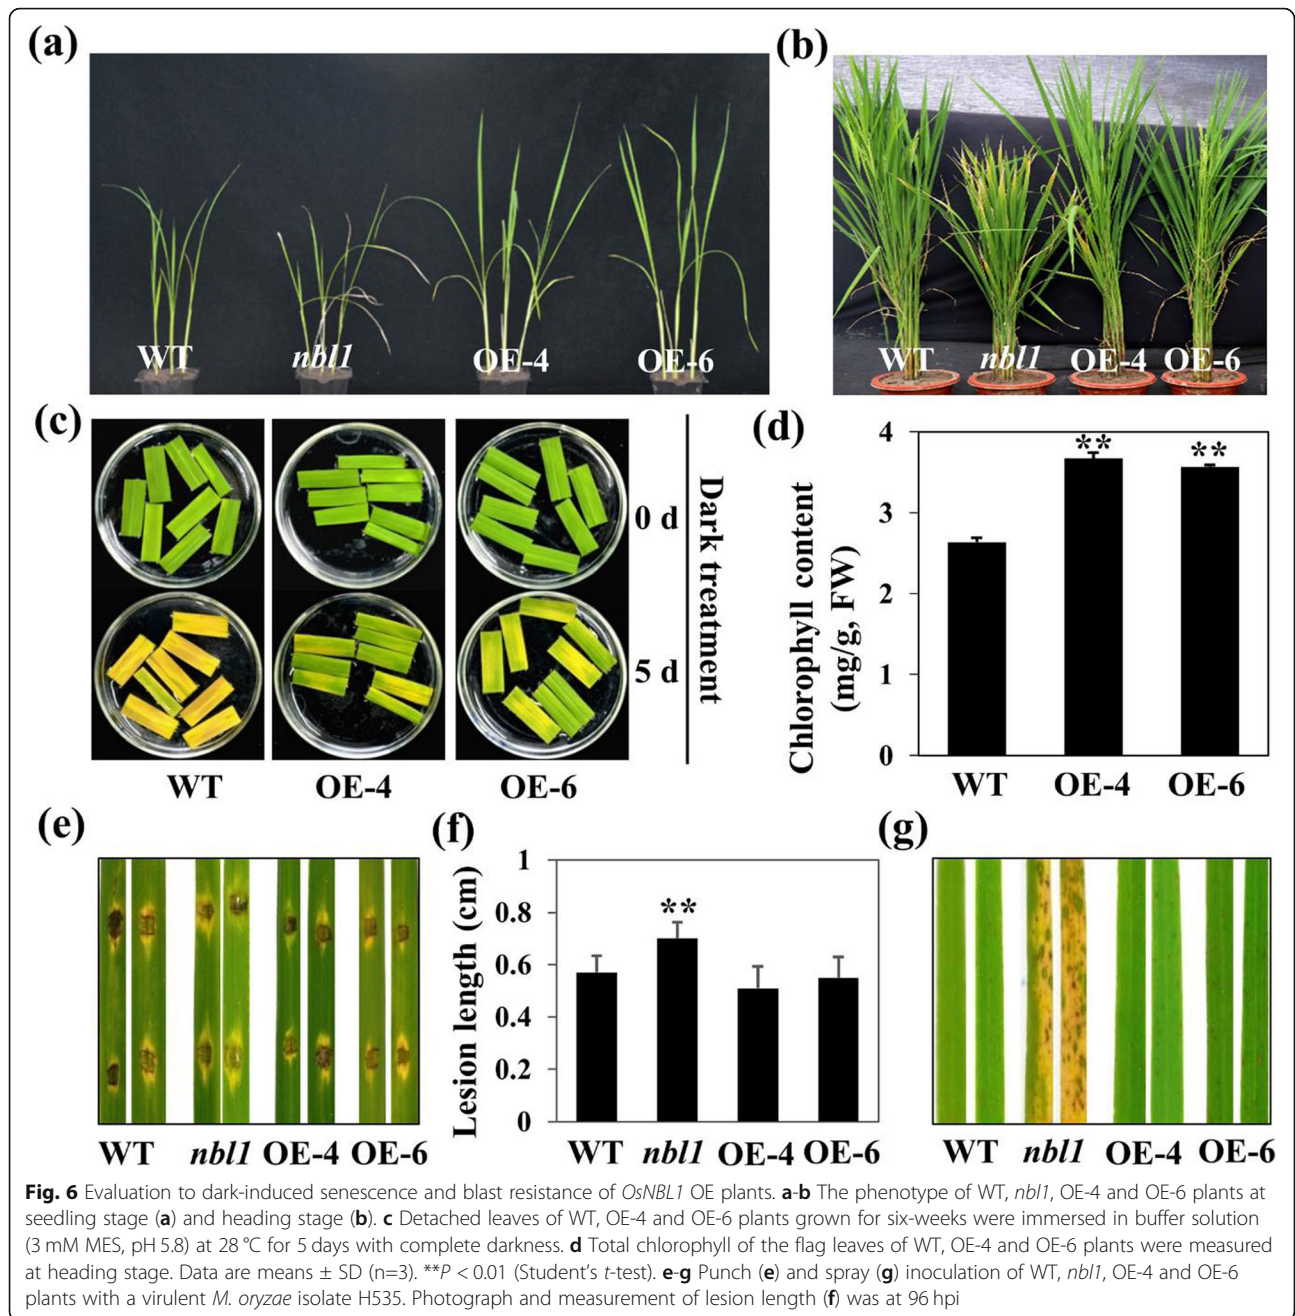 (a)
WT nbl1 OE-4 OE-6
(b)
WT nbl1 OE-4 OE-6
(c)
0 d
5 d
Dark treatment
WT OE-4 OE-6
(d)
Chlorophyll content
(mg/g, FW)
4
3
2
1
0
** **
WT OE-4 OE-6
(e)
WT nbl1 OE-4 OE-6
(f)
Lesion length (cm)
1
0.8
0.6
0.4
0.2
0
**
WT nbl1 OE-4 OE-6
(g)
WT nbl1 OE-4 OE-6
Fig. 6 Evaluation to dark-induced senescence and blast resistance of OsNBL1 OE plants. a-b The phenotype of WT, nbl1, OE-4 and OE-6 plants at
seedling stage (a) and heading stage (b). c Detached leaves of WT, OE-4 and OE-6 plants grown for six-weeks were immersed in buffer solution
(3 mM MES, pH 5.8) at 28 °C for 5 days with complete darkness. d Total chlorophyll of the flag leaves of WT, OE-4 and OE-6 plants were measured
at heading stage. Data are means ± SD (n=3). **P < 0.01 (Student's t-test). e-g Punch (e) and spray (g) inoculation of WT, nbl1, OE-4 and OE-6
plants with a virulent M. oryzae isolate H535. Photograph and measurement of lesion length (f) was at 96 hpi